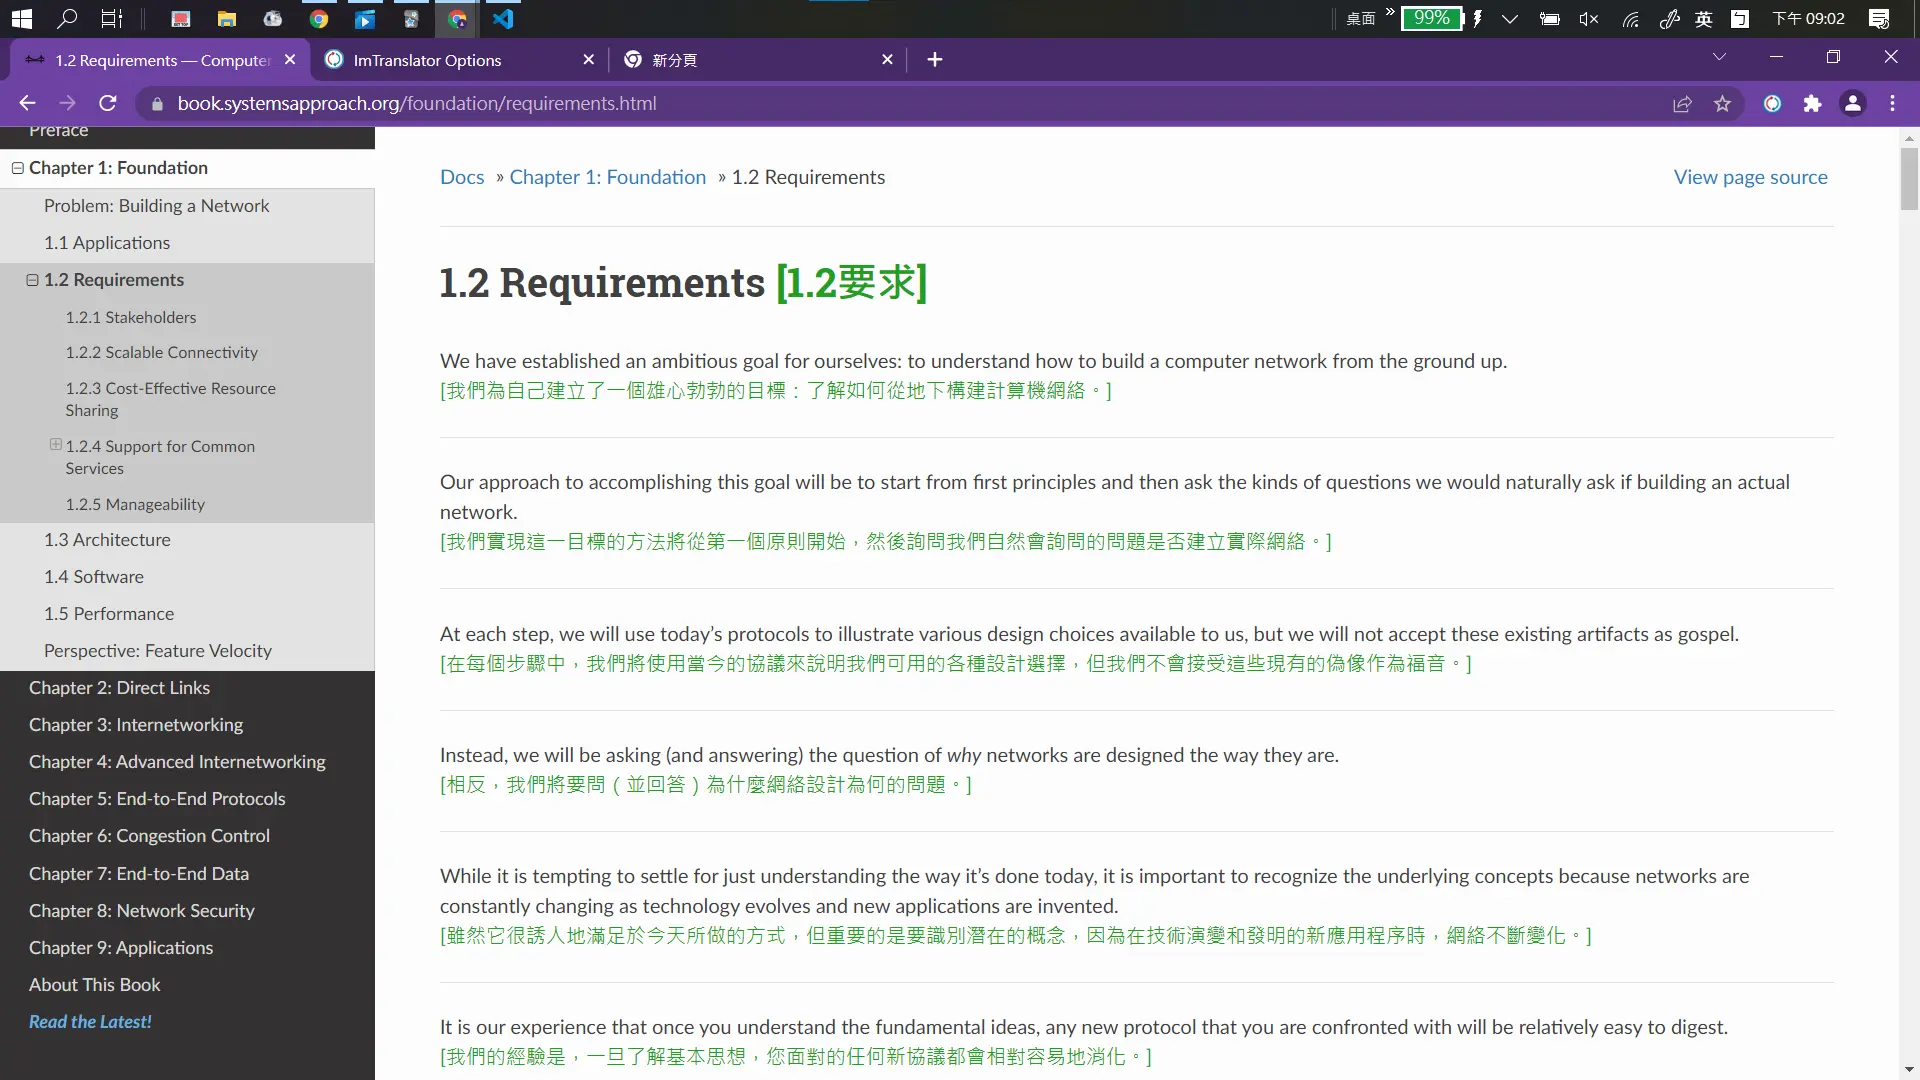 桌面
99%
英
下午 09:02
1.2 Requirements — Computer
ImTranslator Options
新分頁
book.systemsapproach.org/foundation/requirements.html
Preface
Chapter 1: Foundation
Problem: Building a Network
1.1 Applications
1.2 Requirements
1.2.1 Stakeholders
1.2.2 Scalable Connectivity
1.2.3 Cost-Effective Resource
Sharing
1.2.4 Support for Common
Services
1.2.5 Manageability
1.3 Architecture
1.4 Software
1.5 Performance
Perspective: Feature Velocity
Chapter 2: Direct Links
Chapter 3: Internetworking
Chapter 4: Advanced Internetworking
Chapter 5: End-to-End Protocols
Chapter 6: Congestion Control
Chapter 7: End-to-End Data
Chapter 8: Network Security
Chapter 9: Applications
About This Book
Read the Latest!
Docs » Chapter 1: Foundation » 1.2 Requirements
View page source
1.2 Requirements [1.2要求]
We have established an ambitious goal for ourselves: to understand how to build a computer network from the ground up.
[我們為自己建立了一個雄心勃勃的目標：了解如何從地下構建計算機網絡。]
Our approach to accomplishing this goal will be to start from first principles and then ask the kinds of questions we would naturally ask if building an actual
network.
[我們實現這一目標的方法將從第一個原則開始，然後詢問我們自然會詢問的問題是否建立實際網絡。]
At each step, we will use today’s protocols to illustrate various design choices available to us, but we will not accept these existing artifacts as gospel.
[在每個步驟中，我們將使用當今的協議來說明我們可用的各種設計選擇，但我們不會接受這些現有的偽像作為福音。]
Instead, we will be asking (and answering) the question of why networks are designed the way they are.
[相反，我們將要問（並回答）為什麼網絡設計為何的問題。]
While it is tempting to settle for just understanding the way it’s done today, it is important to recognize the underlying concepts because networks are
constantly changing as technology evolves and new applications are invented.
[雖然它很誘人地滿足於今天所做的方式，但重要的是要識別潛在的概念，因為在技術演變和發明的新應用程序時，網絡不斷變化。]
It is our experience that once you understand the fundamental ideas, any new protocol that you are confronted with will be relatively easy to digest.
[我們的經驗是，一旦了解基本思想，您面對的任何新協議都會相對容易地消化。]